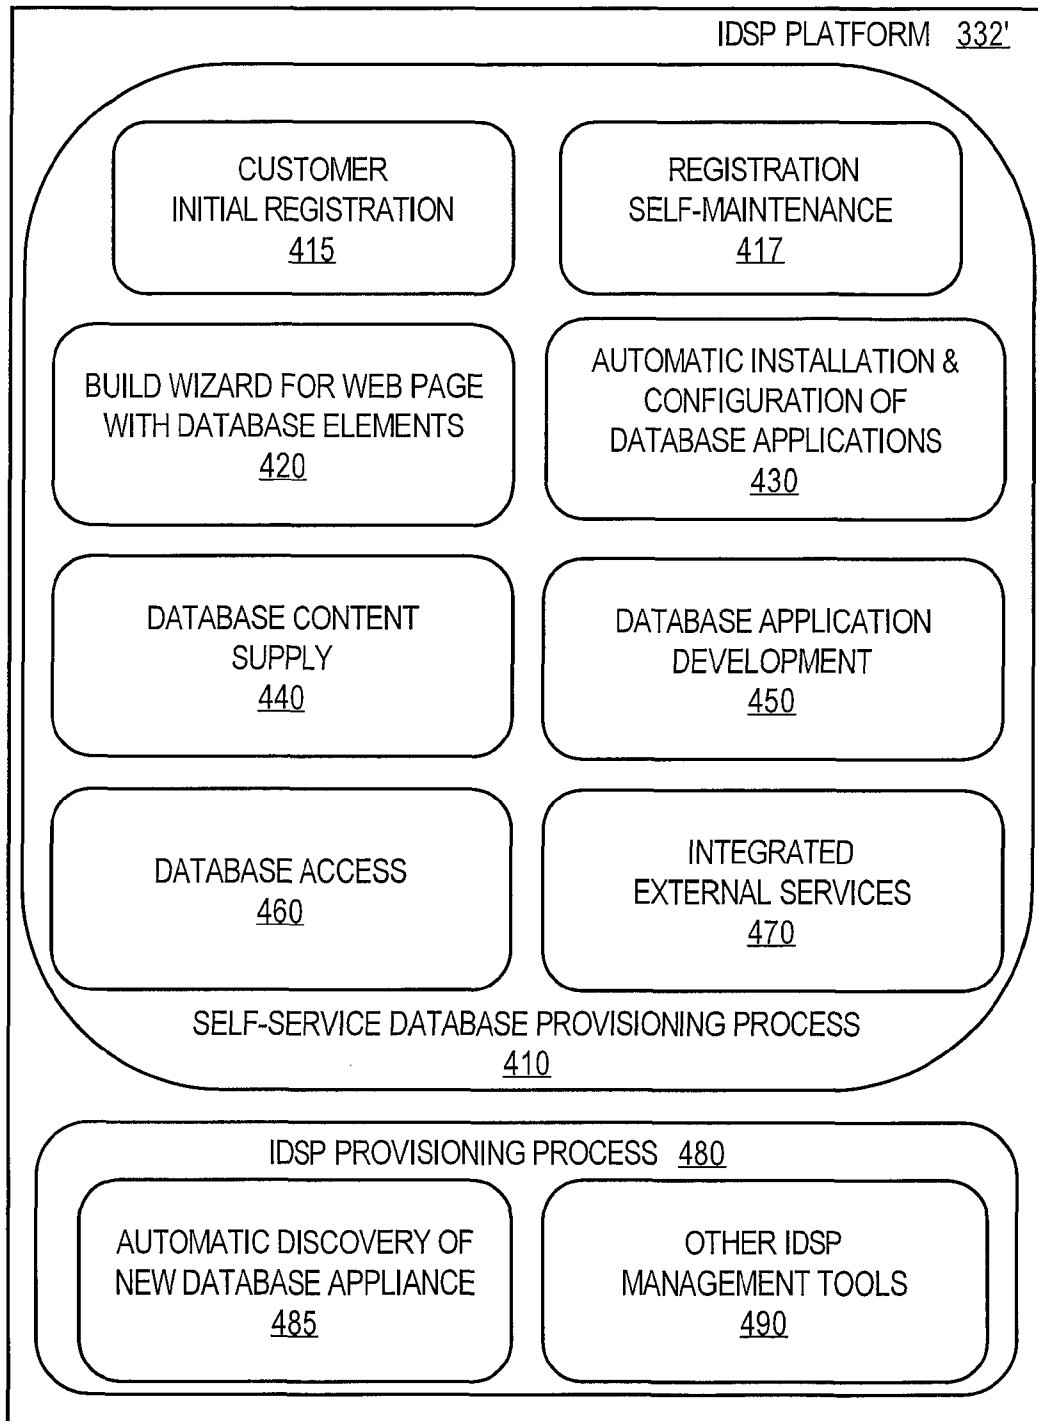 IDSP PLATFORM 332'
CUSTOMER
INITIAL REGISTRATION
415
REGISTRATION
SELF-MAINTENANCE
417
BUILD WIZARD FOR WEB PAGE
WITH DATABASE ELEMENTS
420
AUTOMATIC INSTALLATION &
CONFIGURATION OF
DATABASE APPLICATIONS
430
DATABASE CONTENT
SUPPLY
440
DATABASE APPLICATION
DEVELOPMENT
450
DATABASE ACCESS
460
INTEGRATED
EXTERNAL SERVICES
470
SELF-SERVICE DATABASE PROVISIONING PROCESS
410
IDSP PROVISIONING PROCESS 480
AUTOMATIC DISCOVERY OF
NEW DATABASE APPLIANCE
485
OTHER IDSP
MANAGEMENT TOOLS
490